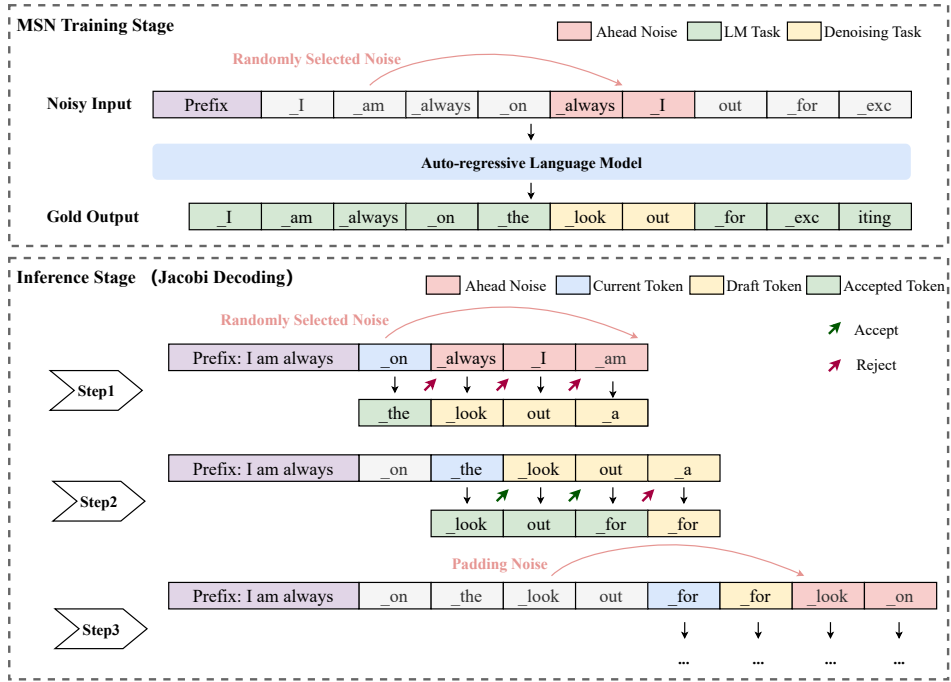 MSN Training Stage
Ahead Noise LM Task Denoising Task
Randomly Selected Noise
Noisy Input Prefix _I _am _always _on _always _I out _for _exc
Auto-regressive Language Model
Gold Output _I _am _always _on _the _look out _for _exc iting
Inference Stage (Jacobi Decoding)
Ahead Noise Current Token Draft Token Accepted Token
Randomly Selected Noise
Accept
Reject
Step1
Prefix: I am always _on _always _I _am
_the _look out _a
Step2
Prefix: I am always _on _the _look out _a
_look out _for _for
Padding Noise
Step3
Prefix: I am always _on _the _look out _for _for _look _on
... ... ... ...